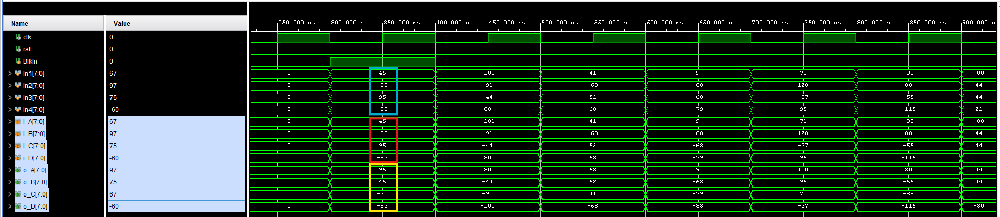 Name Value
250.000 ns 300.000 ns 350.000 ns 400.000 ns 450.000 ns 500.000 ns 550.000 ns 600.000 ns 650.000 ns 700.000 ns 750.000 ns 800.000 ns 850.000 ns 900.000 ns
clk 0
rst 0
BlkIn 0
In1[7:0] 67 0 45 -101 41 9 71 -88 -80
In2[7:0] 97 0 -30 -91 -68 -88 120 80 44
In3[7:0] 75 0 95 -44 52 -68 -37 -55 44
In4[7:0] -60 0 -83 80 68 95 -115 21
i_A[7:0] 67 0 45 -101 41 9 71 -88 -80
i_B[7:0] 97 0 -30 -91 -68 -88 120 80 44
i_C[7:0] 75 0 95 -44 52 -68 -37 -55 -44
i_D[7:0] -60 0 -83 80 68 -79 95 -115 21
o_A[7:0] 97 0 95 80 68 9 120 80 44
o_B[7:0] 75 0 45 -44 52 -68 95 -55 44
o_C[7:0] 67 0 -30 -91 41 -79 71 -88 21
o_D[7:0] -60 0 -83 -101 -68 -88 -37 -115 -80